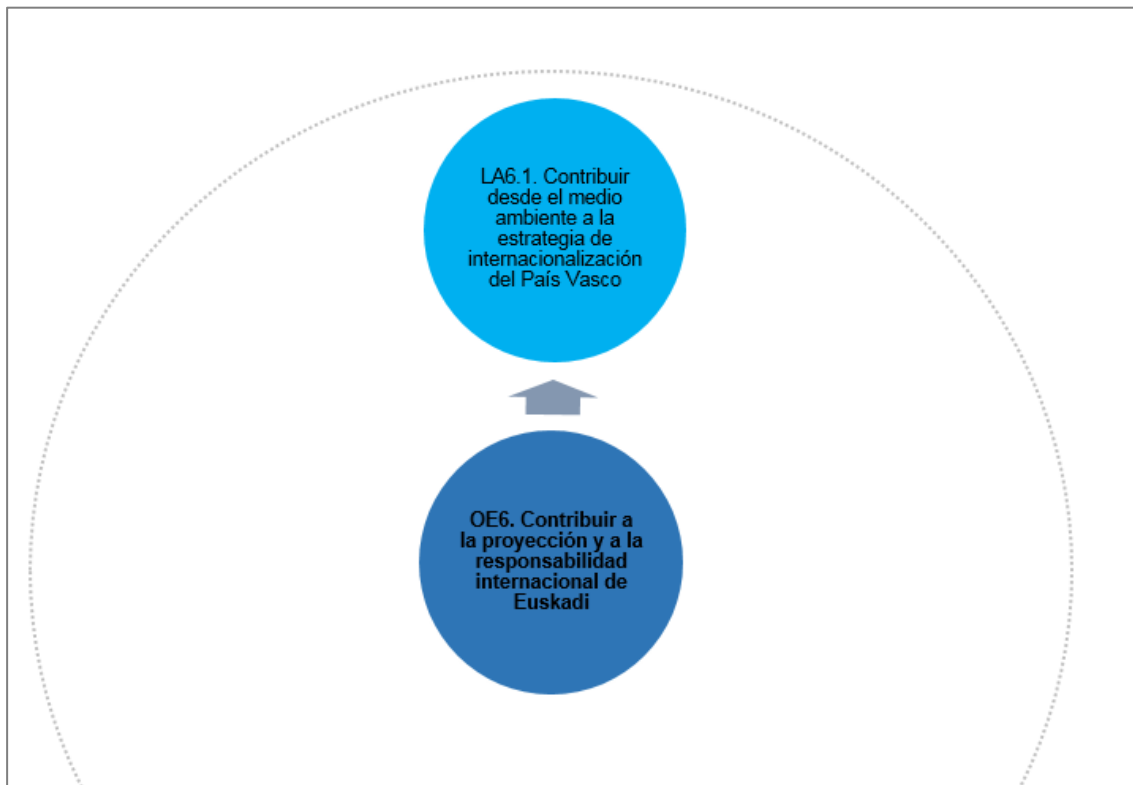 LA6.1. Contribuir
desde el medio
ambiente a la
estrategia de
internacionalización
del País Vasco
OE6. Contribuir a
la proyección y a la
responsabilidad
internacional de
Euskadi